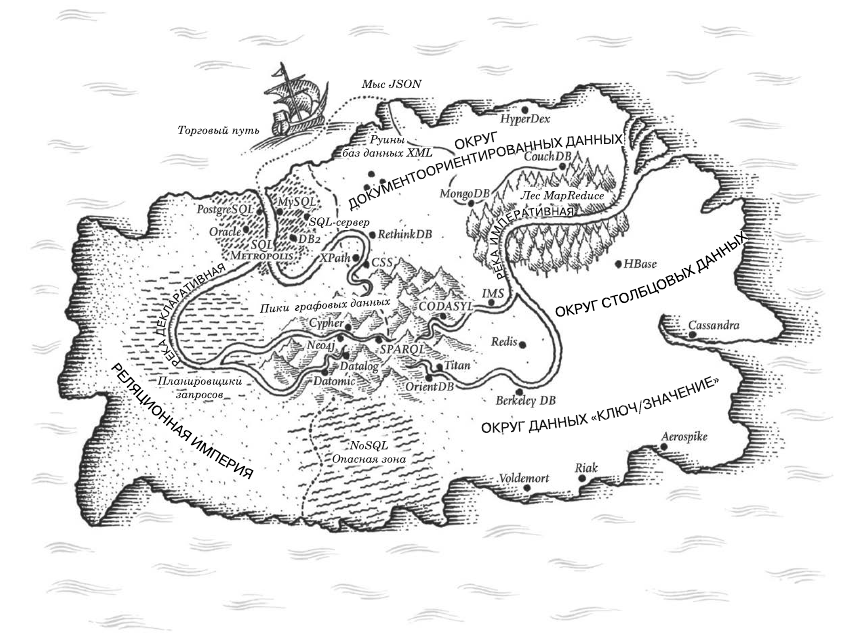 Мыс JSON
Торговый путь
HyperDex
Руины
баз данных XML
ОКРУГ
ДОКУМЕНТООРИЕНТИРОВАННЫХ ДАННЫХ
CouchDB
MongoDB
Лес MapReduce
PostgreSQL
MySQL
SQL-сервер
Oracle
DB2
SQL
METROPOLIS
RethinkDB
XPath
CSS
РЕКА ИМПЕРАТИВНАЯ
HBase
ОКРУГ СТОЛБЦОВЫХ ДАННЫХ
РЕКА ДЕКЛАРАТИВНАЯ
Пики графовых данных
IMS
CODASYL
Cypher
Neo4j
SPARQL
Redis
Cassandra
Datalog
Datomic
Titan
OrientDB
Berkeley DB
Планировщики
запросов
РЕЛЯЦИОННАЯ ИМПЕРИЯ
ОКРУГ ДАННЫХ «КЛЮЧ/ЗНАЧЕНИЕ»
NoSQL
Опасная зона
Aerospike
Riak
Voldemort